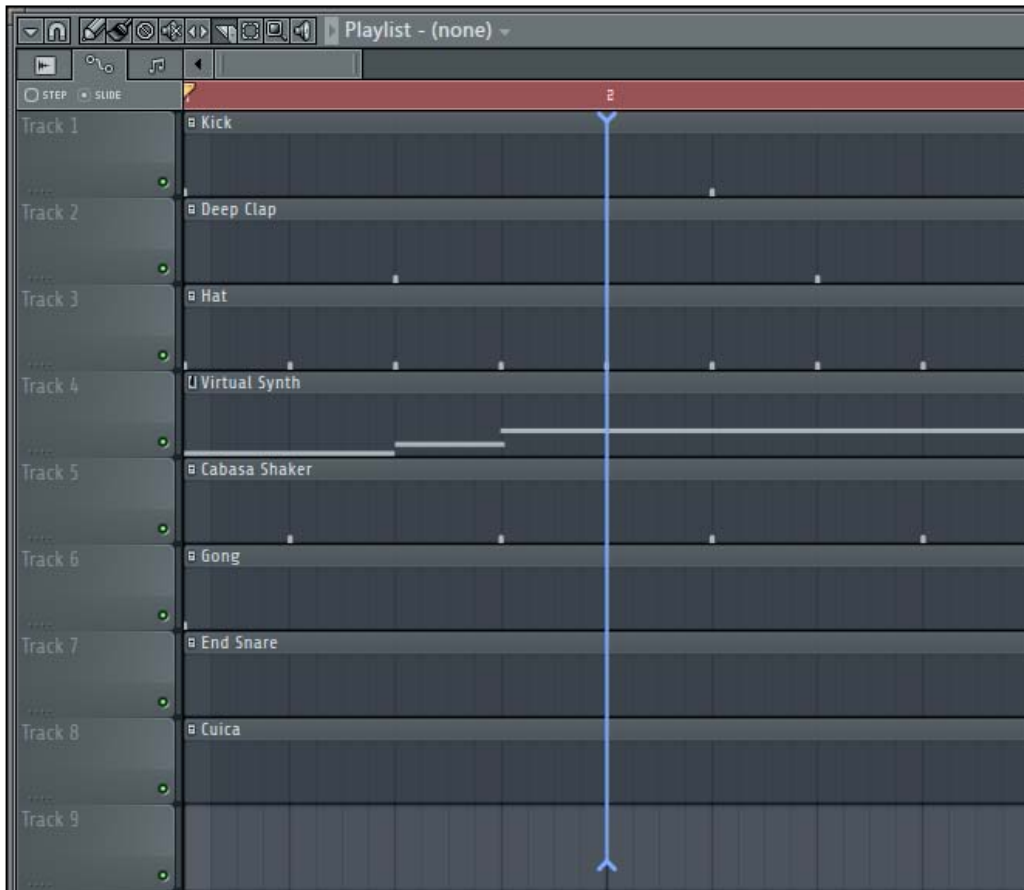 Playlist - (none)
STEP SLIDE
2
Track 1
Kick
Track 2
Deep Clap
Track 3
Hat
Track 4
Virtual Synth
Track 5
Cabasa Shaker
Track 6
Gong
Track 7
End Snare
Track 8
Cuica
Track 9